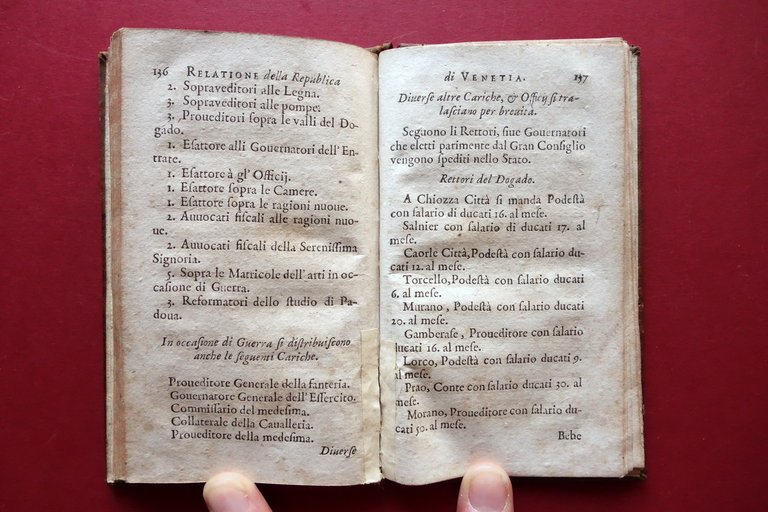 136 RELATIONE della Republica
2. Sopraveditori alle Legna.
3. Sopraveditori alle pompe.
3. Proueditori sopra le valli del Do-
gado.
1. Esattore alli Gouernatori dell'En-
trate.
1. Esattore à gl'Officij.
1. Esattore sopra le Camere.
1. Esattore sopra le ragioni nuoue.
2. Auuocati fiscali alle ragioni nuo-
ue.
2. Auuocati fiscali della Serenissima
Signoria.
5. Sopra le Matricole dell'arti in oc-
casione di Guerra.
3. Reformatori dello studio di Pa-
doua.
In occasione di Guerra si distribuiscono
anche le seguenti Cariche.
Proueditore Generale della fanteria.
Gouernatore Generale dell'Essercito.
Commissario del medesima.
Collaterale della Caualleria.
Proueditore della medesima.
Diuerse
di VENETIA. 137
Diuerse altre Cariche, & Officij si tra-
lasciano per breuità.
Seguono li Rettori, siue Gouernatori
che eletti parimente dal Gran Consiglio
vengono spediti nello Stato.
Rettori del Dogado.
A Chiozza Città si manda Podestà
con salario di ducati 16. al mese.
Salnier con salario di ducati 17. al
mese.
Caorle Città, Podestà con salario du-
cati 12. al mese.
Torcello, Podestà con salario ducati
6. al mese.
Murano, Podestà con salario ducati
20. al mese.
Gamberase, Proueditore con salario
ducati 16. al mese.
Lorco, Podestà con salario ducati 9.
al mese.
Prao, Conte con salario ducati 30. al
mese.
Morano, Proueditore con salario du-
cati 50. al mese.
Bebe